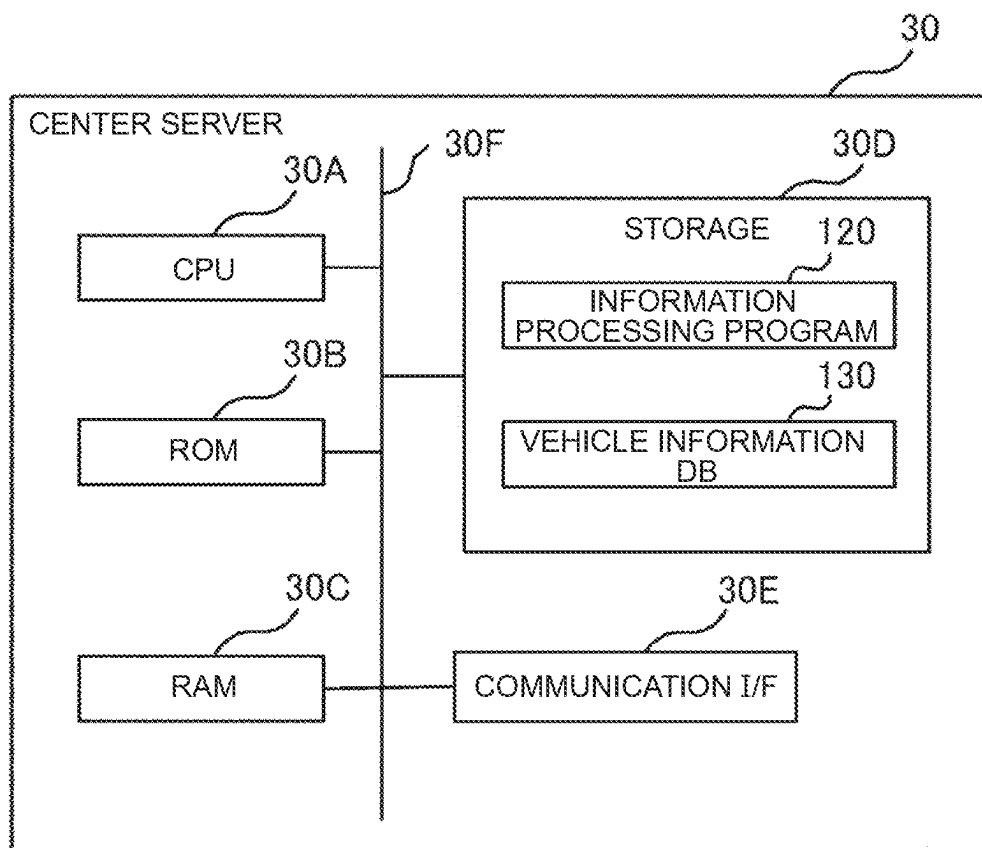 30
CENTER SERVER
30A
30F
30D
CPU
STORAGE
120
INFORMATION
PROCESSING PROGRAM
30B
ROM
130
VEHICLE INFORMATION
DB
30C
30E
RAM
COMMUNICATION I/F